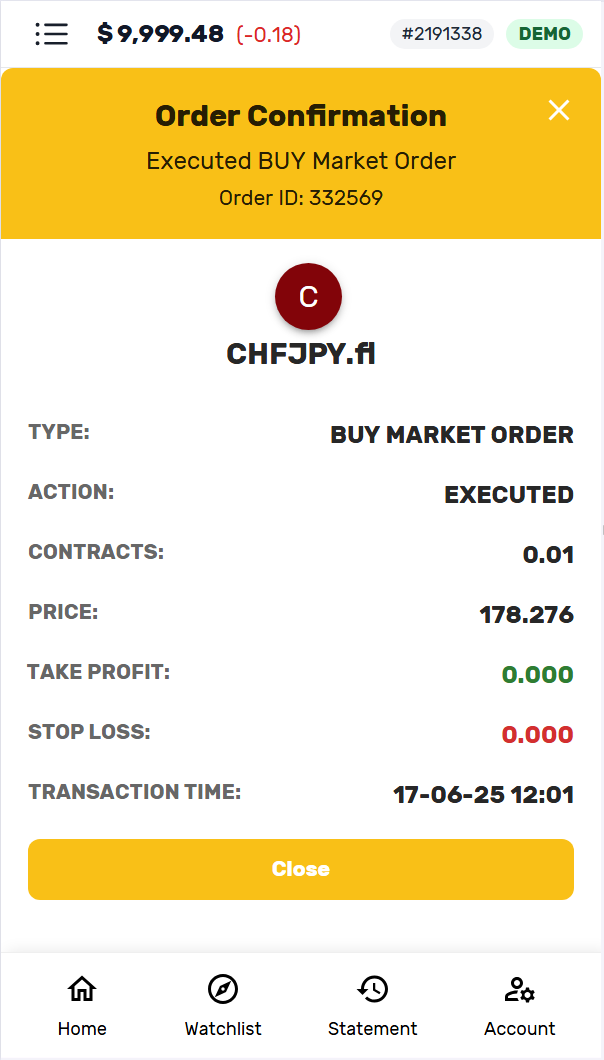 $ 9,999.48 (-0.18) #2191338 DEMO
Order Confirmation
Executed BUY Market Order
Order ID: 332569
C
CHFJPY.fl
TYPE: BUY MARKET ORDER
ACTION: EXECUTED
CONTRACTS: 0.01
PRICE: 178.276
TAKE PROFIT: 0.000
STOP LOSS: 0.000
TRANSACTION TIME: 17-06-25 12:01
Close
Home Watchlist Statement Account